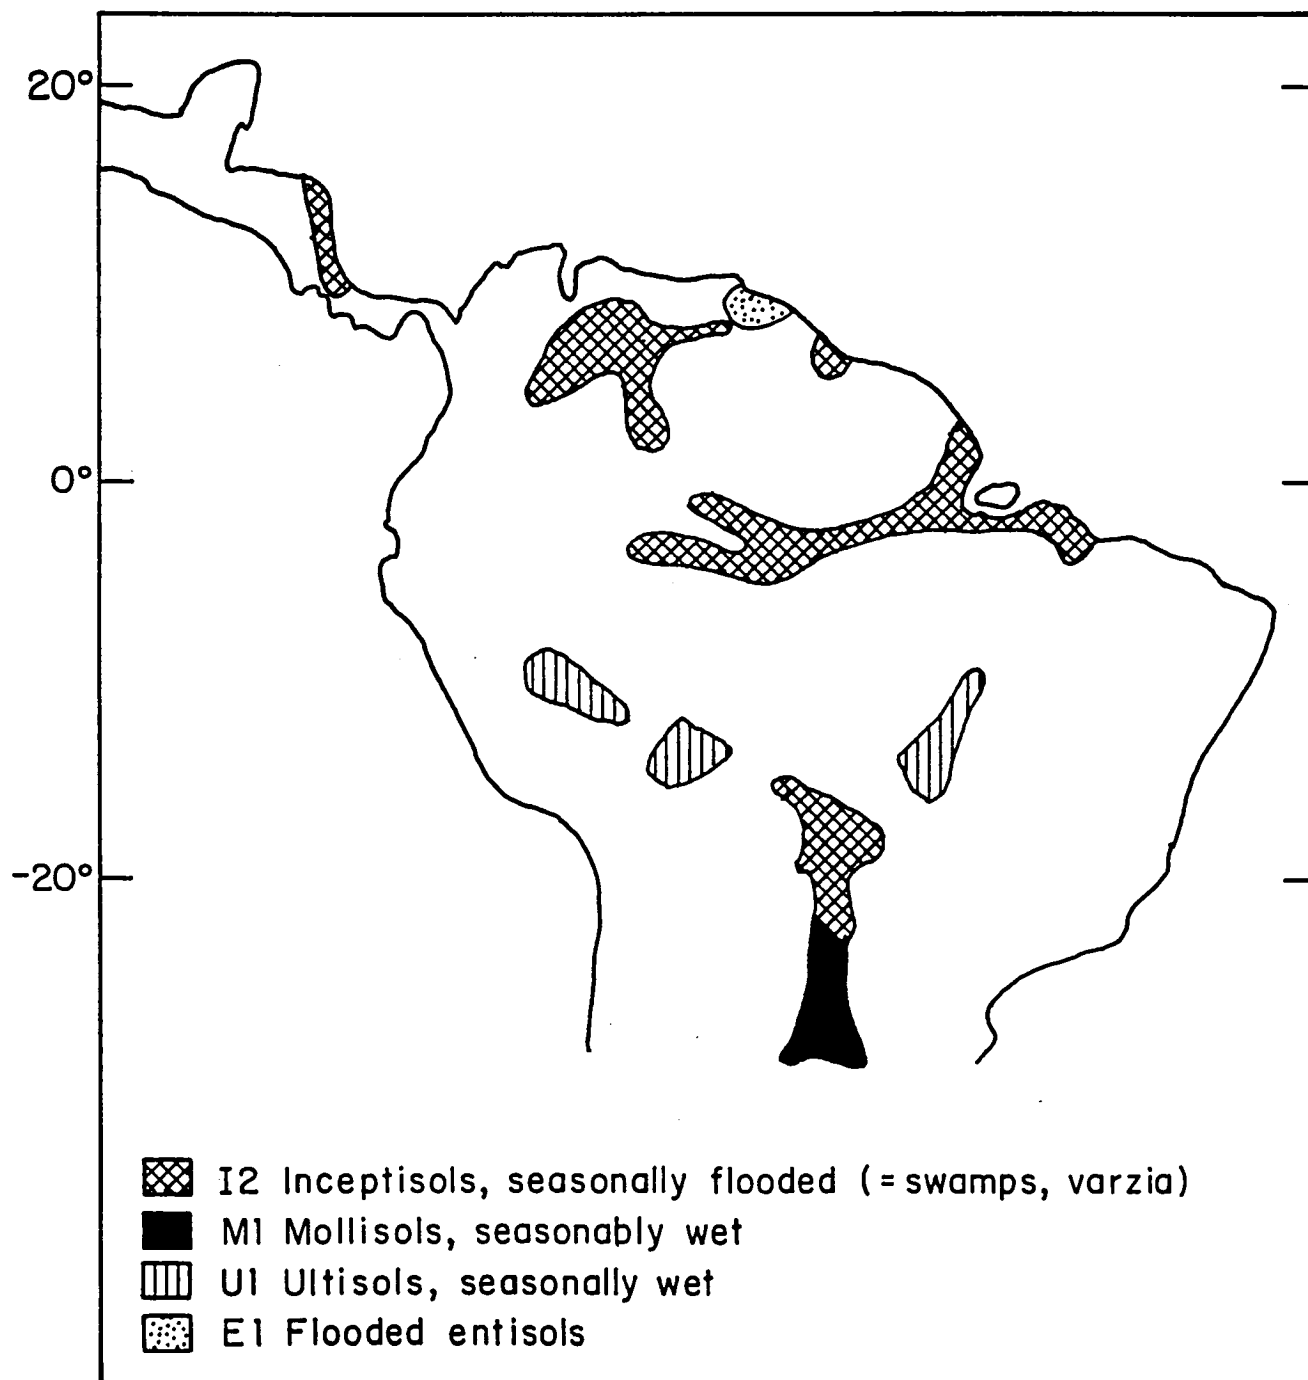 20°
0°
-20°
I2 Inceptisols, seasonally flooded (= swamps, varzia)
M1 Mollisols, seasonably wet
U1 Ultisols, seasonally wet
E1 Flooded entisols